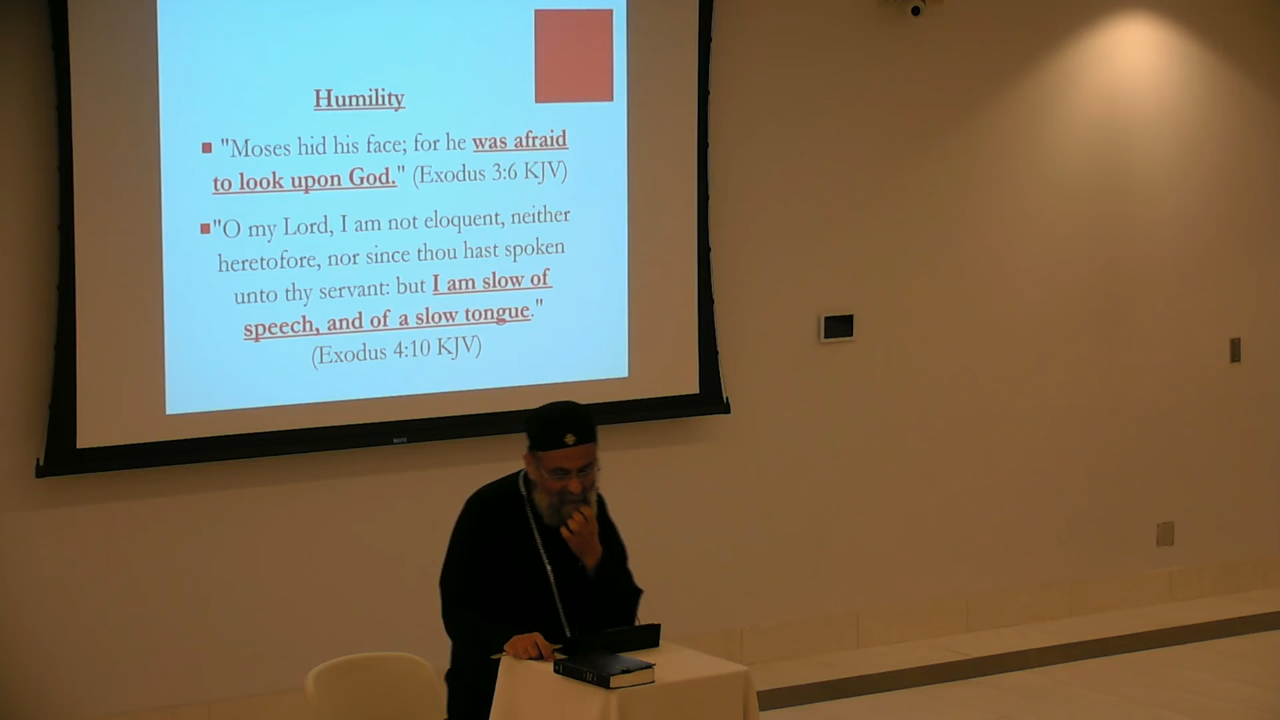 Humility
"Moses hid his face; for he was afraid
to look upon God." (Exodus 3:6 KJV)
"O my Lord, I am not eloquent, neither
heretofore, nor since thou hast spoken
unto thy servant: but I am slow of
speech, and of a slow tongue."
(Exodus 4:10 KJV)